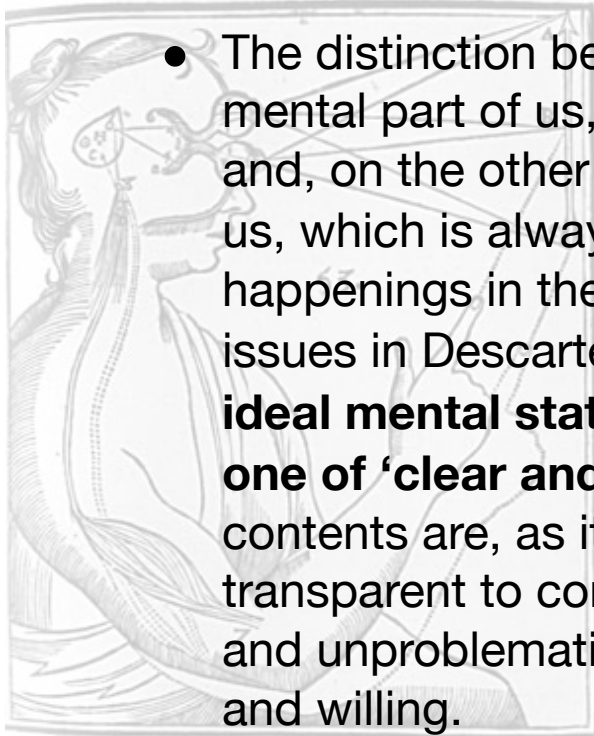 • The distinction be
mental part of us,
and, on the other
us, which is alway
happenings in the
issues in Descarte
ideal mental stat
one of ‘clear and
contents are, as i
transparent to co
and unproblemati
and willing.